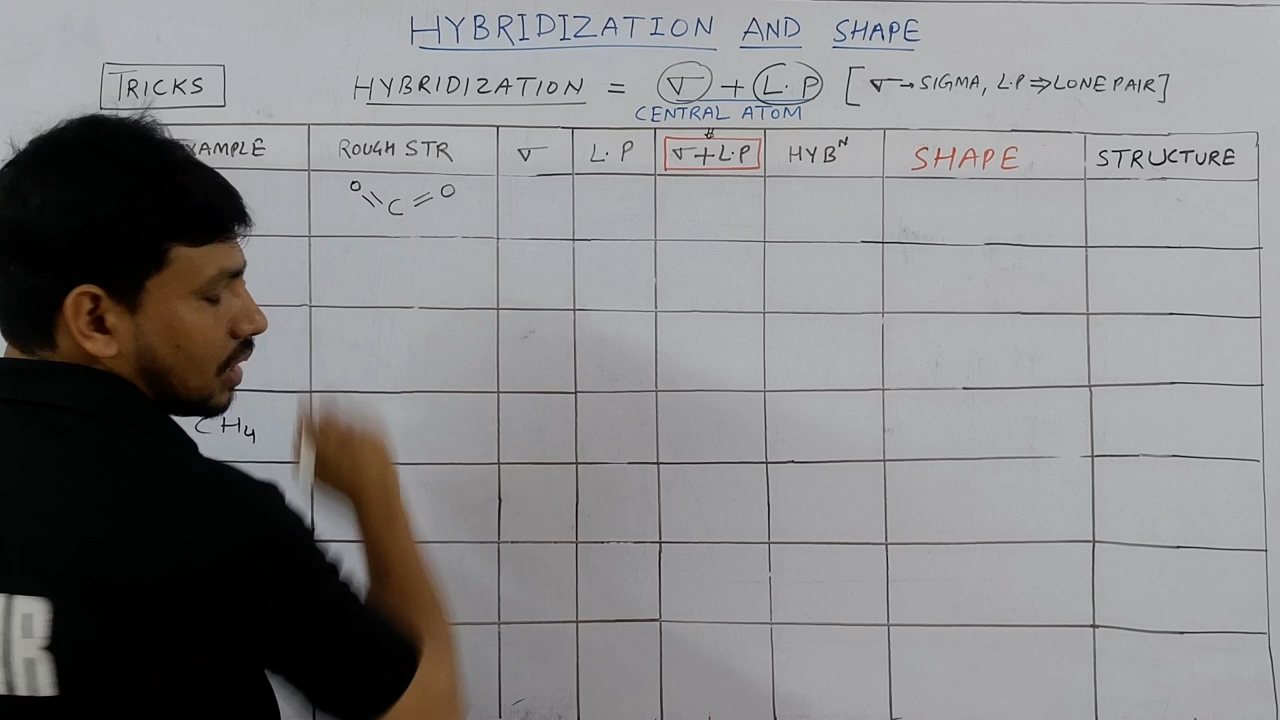 HYBRIDIZATION AND SHAPE
TRICKS HYBRIDIZATION = σ + L.P [σ → SIGMA, L.P ⇒ LONE PAIR]
CENTRAL ATOM
ROUGH STR σ L.P σ+L.P HYBᴺ SHAPE STRUCTURE
O=C=O
CH₄